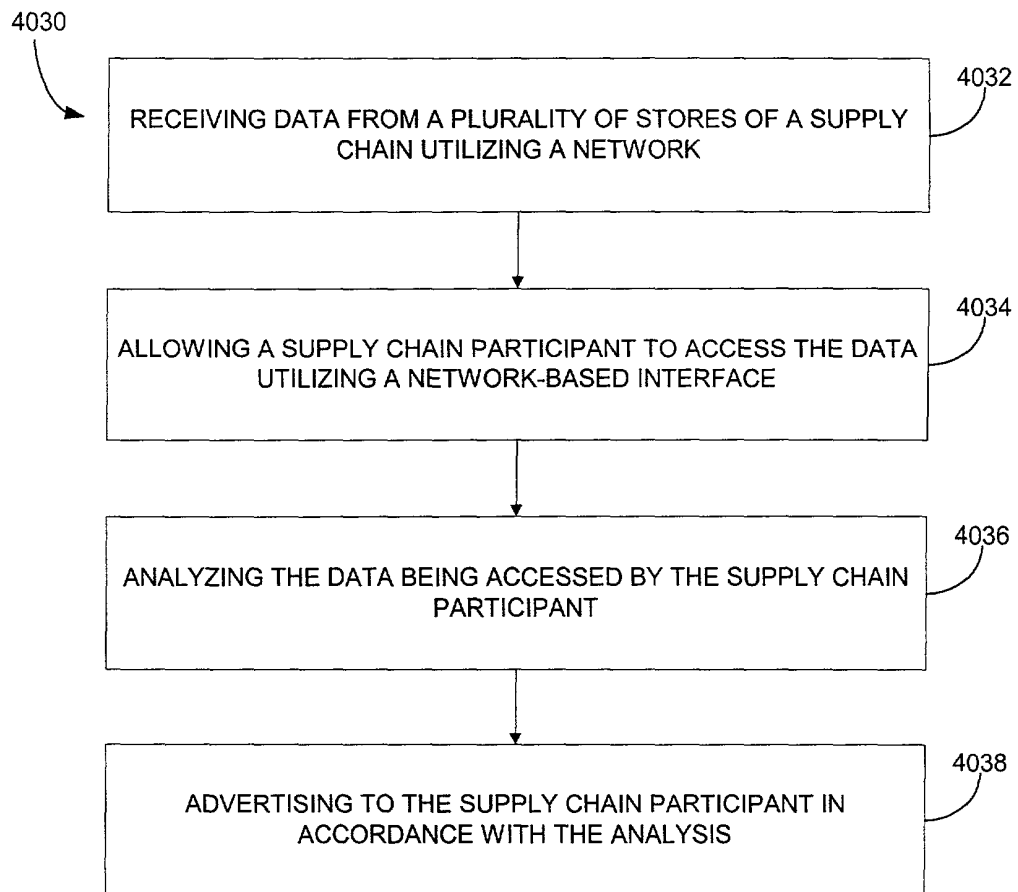 4030
4032
RECEIVING DATA FROM A PLURALITY OF STORES OF A SUPPLY
CHAIN UTILIZING A NETWORK
4034
ALLOWING A SUPPLY CHAIN PARTICIPANT TO ACCESS THE DATA
UTILIZING A NETWORK-BASED INTERFACE
4036
ANALYZING THE DATA BEING ACCESSED BY THE SUPPLY CHAIN
PARTICIPANT
4038
ADVERTISING TO THE SUPPLY CHAIN PARTICIPANT IN
ACCORDANCE WITH THE ANALYSIS